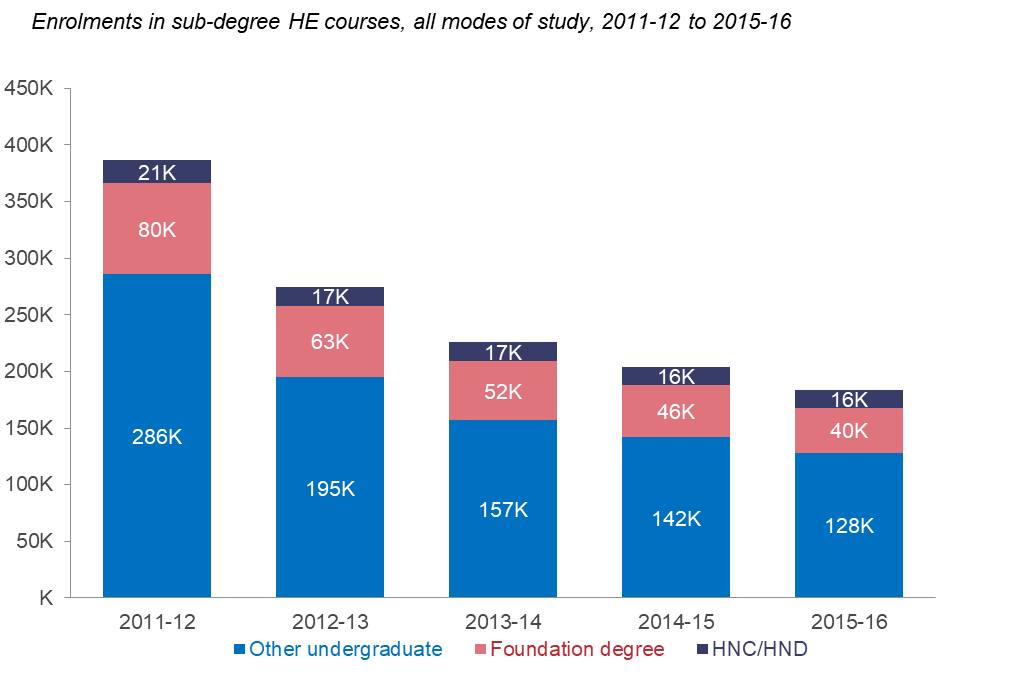 Enrolments in sub-degree HE courses, all modes of study, 2011-12 to 2015-16
450K
400K
350K
300K
250K
200K
150K
100K
50K
K
21K
80K
286K
17K
63K
195K
17K
52K
157K
16K
46K
142K
16K
40K
128K
2011-12 2012-13 2013-14 2014-15 2015-16
Other undergraduate Foundation degree HNC/HND